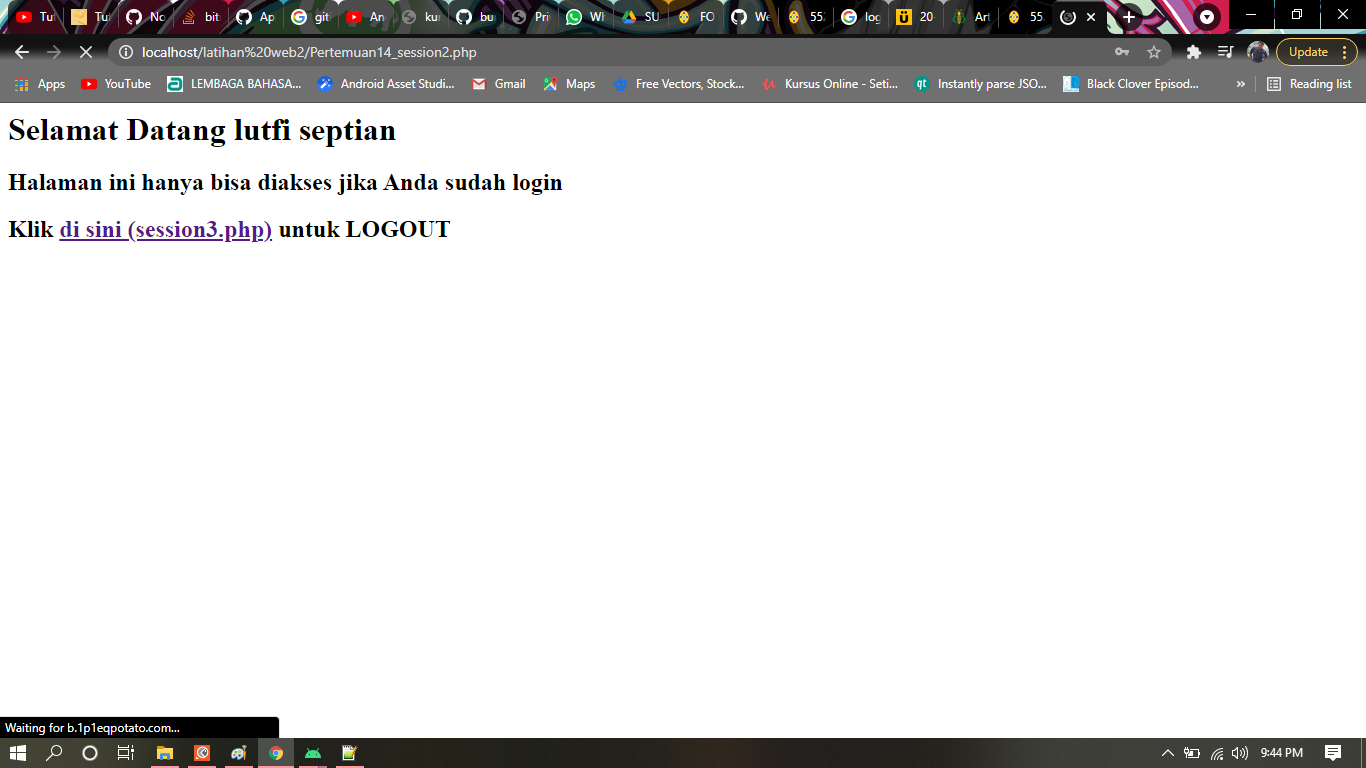 Tu Tu No bit Ap git An ku bu Pri Wh SU FO We 55. log 20 Art 55.
localhost/latihan%20web2/Pertemuan14_session2.php Update
Apps YouTube LEMBAGA BAHASA... Android Asset Studi... Gmail Maps Free Vectors, Stock... Kursus Online - Seti... Instantly parse JSO... Black Clover Episod... » Reading list
Selamat Datang lutfi septian
Halaman ini hanya bisa diakses jika Anda sudah login
Klik di sini (session3.php) untuk LOGOUT
Waiting for b.1p1eqpotato.com...
9:44 PM